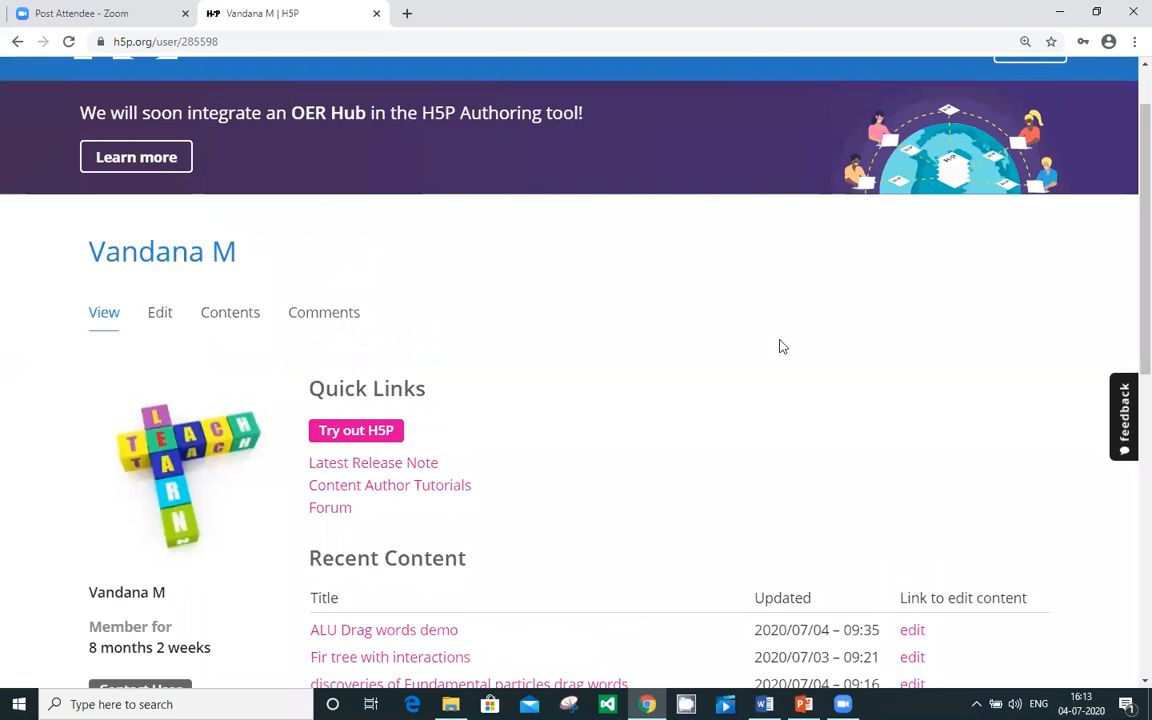 Post Attendee - Zoom
H-P Vandana M | H5P
h5p.org/user/285598
We will soon integrate an OER Hub in the H5P Authoring tool!
Learn more
Vandana M
View Edit Contents Comments
Quick Links
Try out H5P
Latest Release Note
Content Author Tutorials
Forum
feedback
TEACH
LEARN
Recent Content
Title Updated Link to edit content
Vandana M
Member for
8 months 2 weeks
ALU Drag words demo 2020/07/04 – 09:35 edit
Fir tree with interactions 2020/07/03 – 09:21 edit
discoveries of Fundamental particles drag words 2020/07/04 – 09:16 edit
Contact User
Type here to search
ENG
16:13
04-07-2020